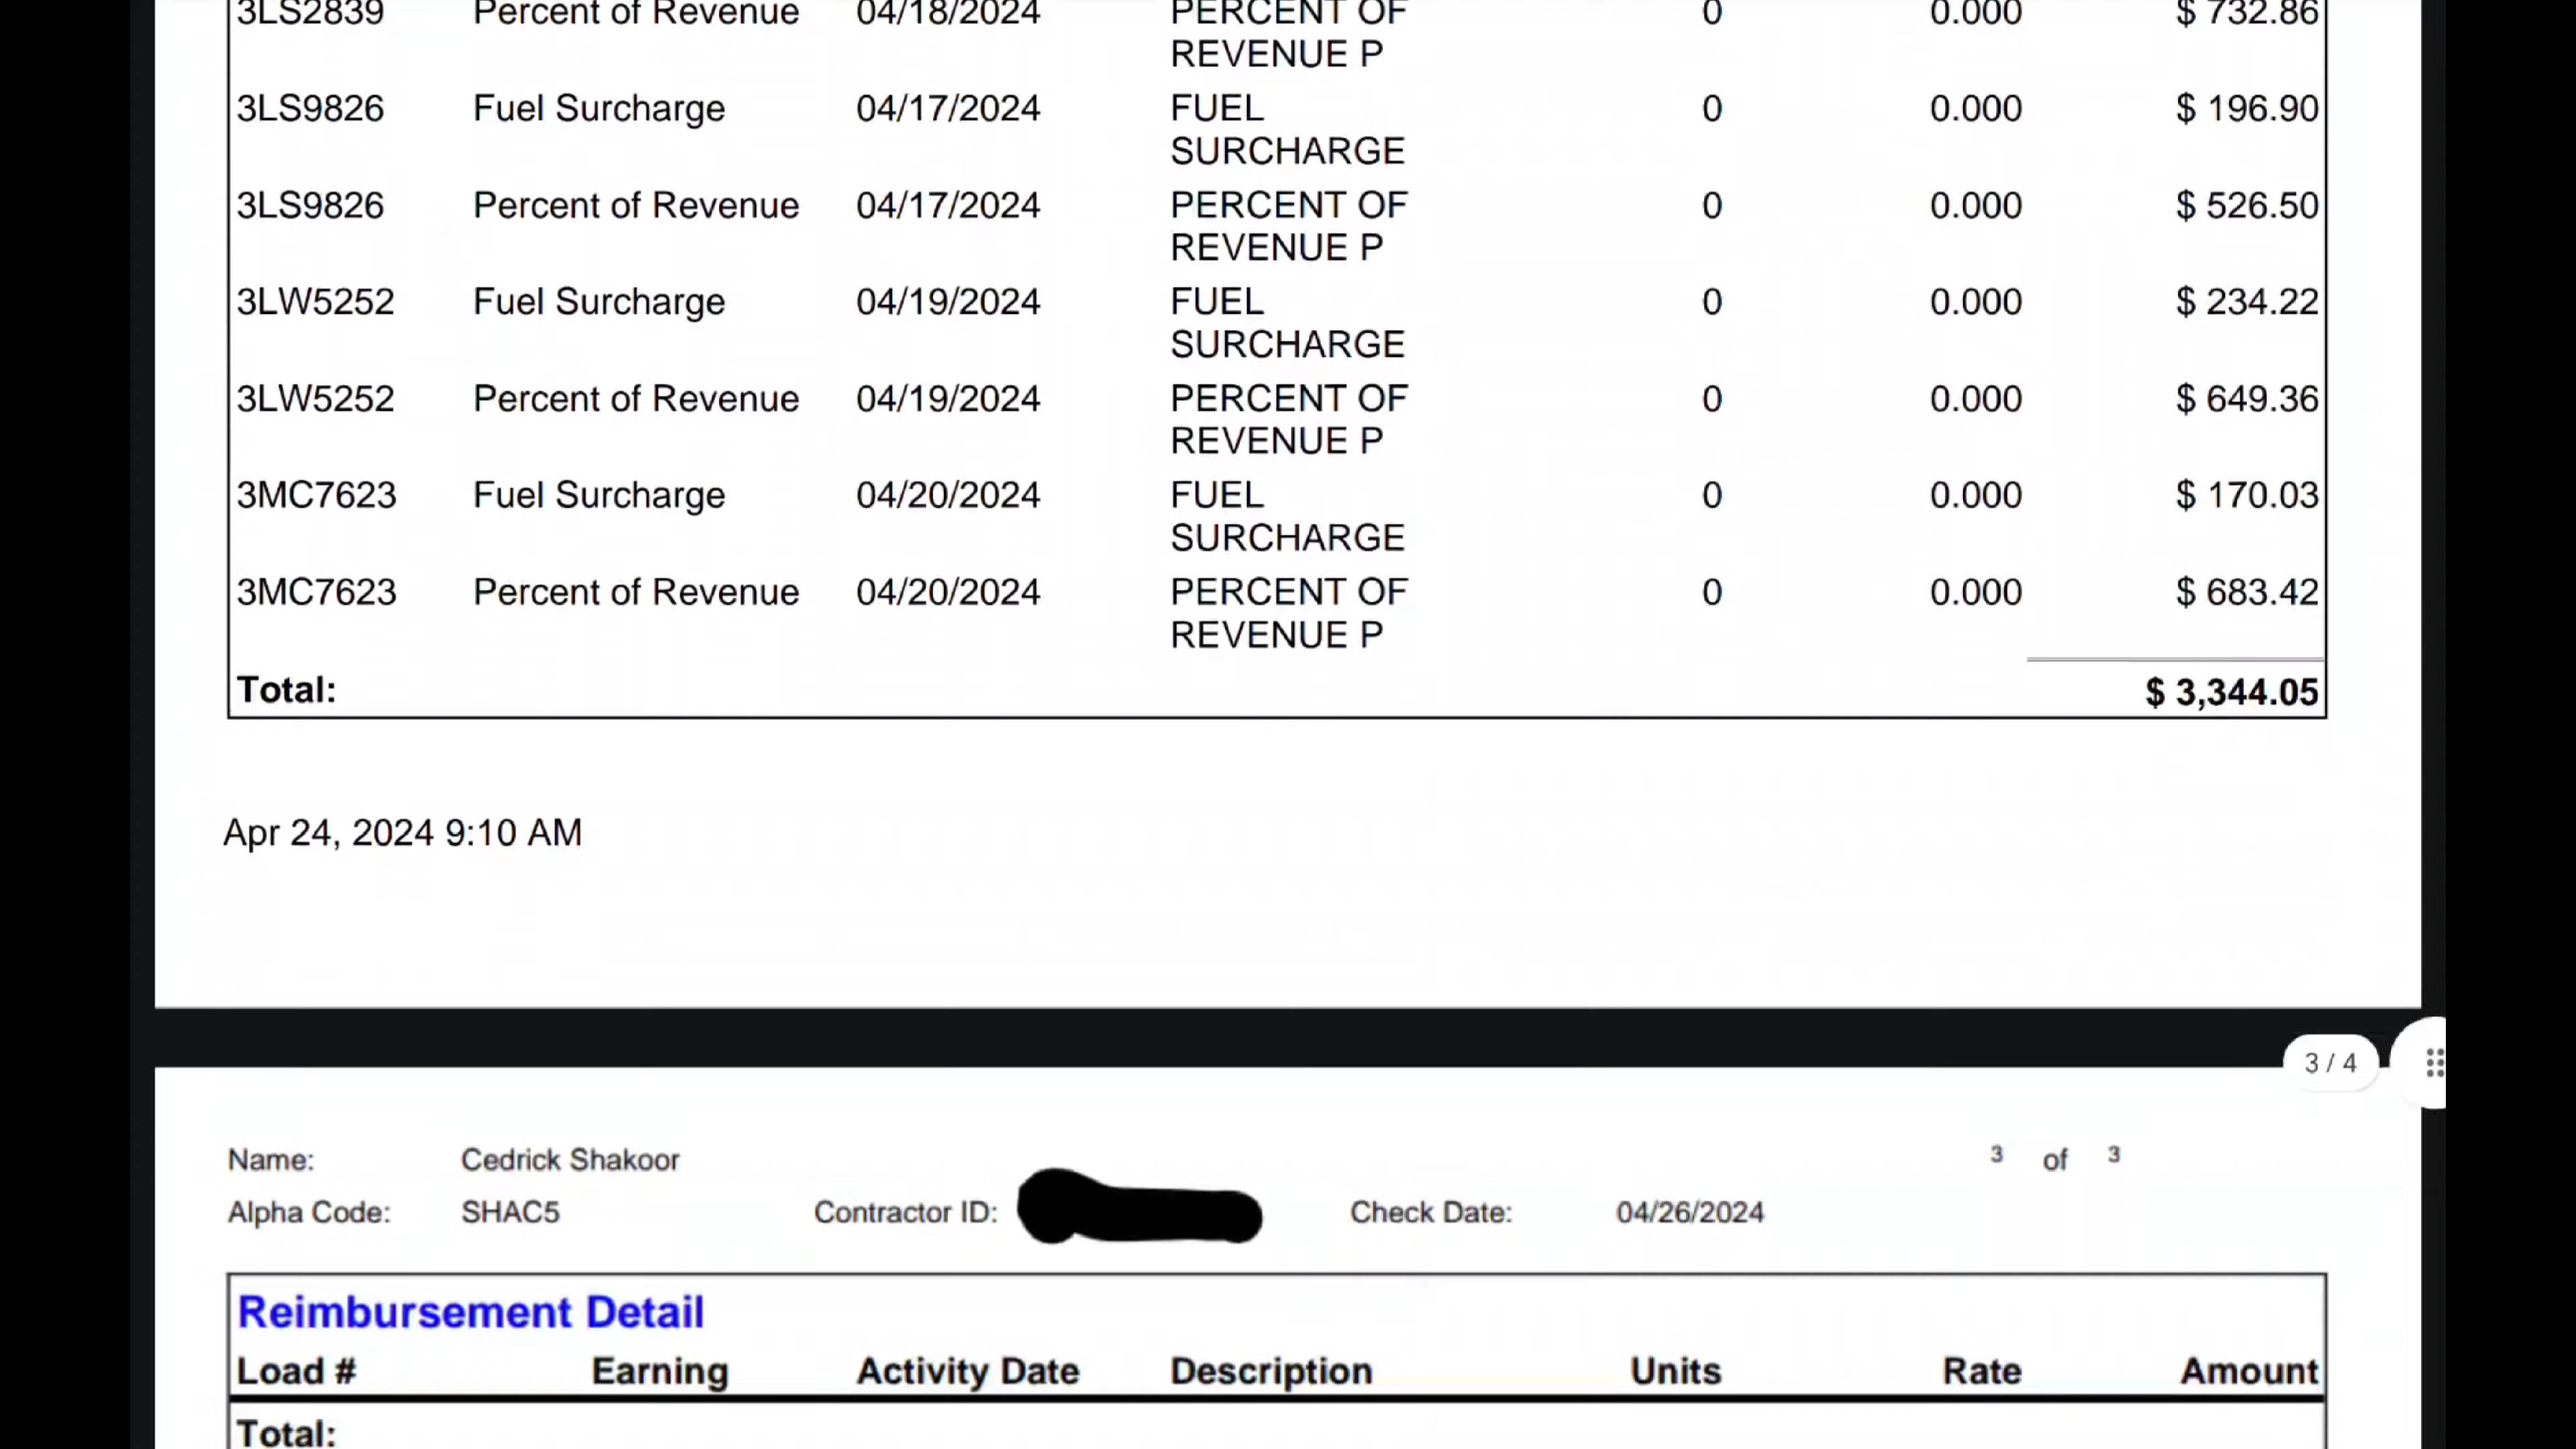 3LS2839 Percent of Revenue 04/18/2024 PERCENT OF 0 0.000 $ 732.86
REVENUE P
3LS9826 Fuel Surcharge 04/17/2024 FUEL 0 0.000 $ 196.90
SURCHARGE
3LS9826 Percent of Revenue 04/17/2024 PERCENT OF 0 0.000 $ 526.50
REVENUE P
3LW5252 Fuel Surcharge 04/19/2024 FUEL 0 0.000 $ 234.22
SURCHARGE
3LW5252 Percent of Revenue 04/19/2024 PERCENT OF 0 0.000 $ 649.36
REVENUE P
3MC7623 Fuel Surcharge 04/20/2024 FUEL 0 0.000 $ 170.03
SURCHARGE
3MC7623 Percent of Revenue 04/20/2024 PERCENT OF 0 0.000 $ 683.42
REVENUE P
Total: $ 3,344.05
Apr 24, 2024 9:10 AM
3 / 4
Name: Cedrick Shakoor 3 of 3
Alpha Code: SHAC5 Contractor ID: Check Date: 04/26/2024
Reimbursement Detail
Load # Earning Activity Date Description Units Rate Amount
Total: